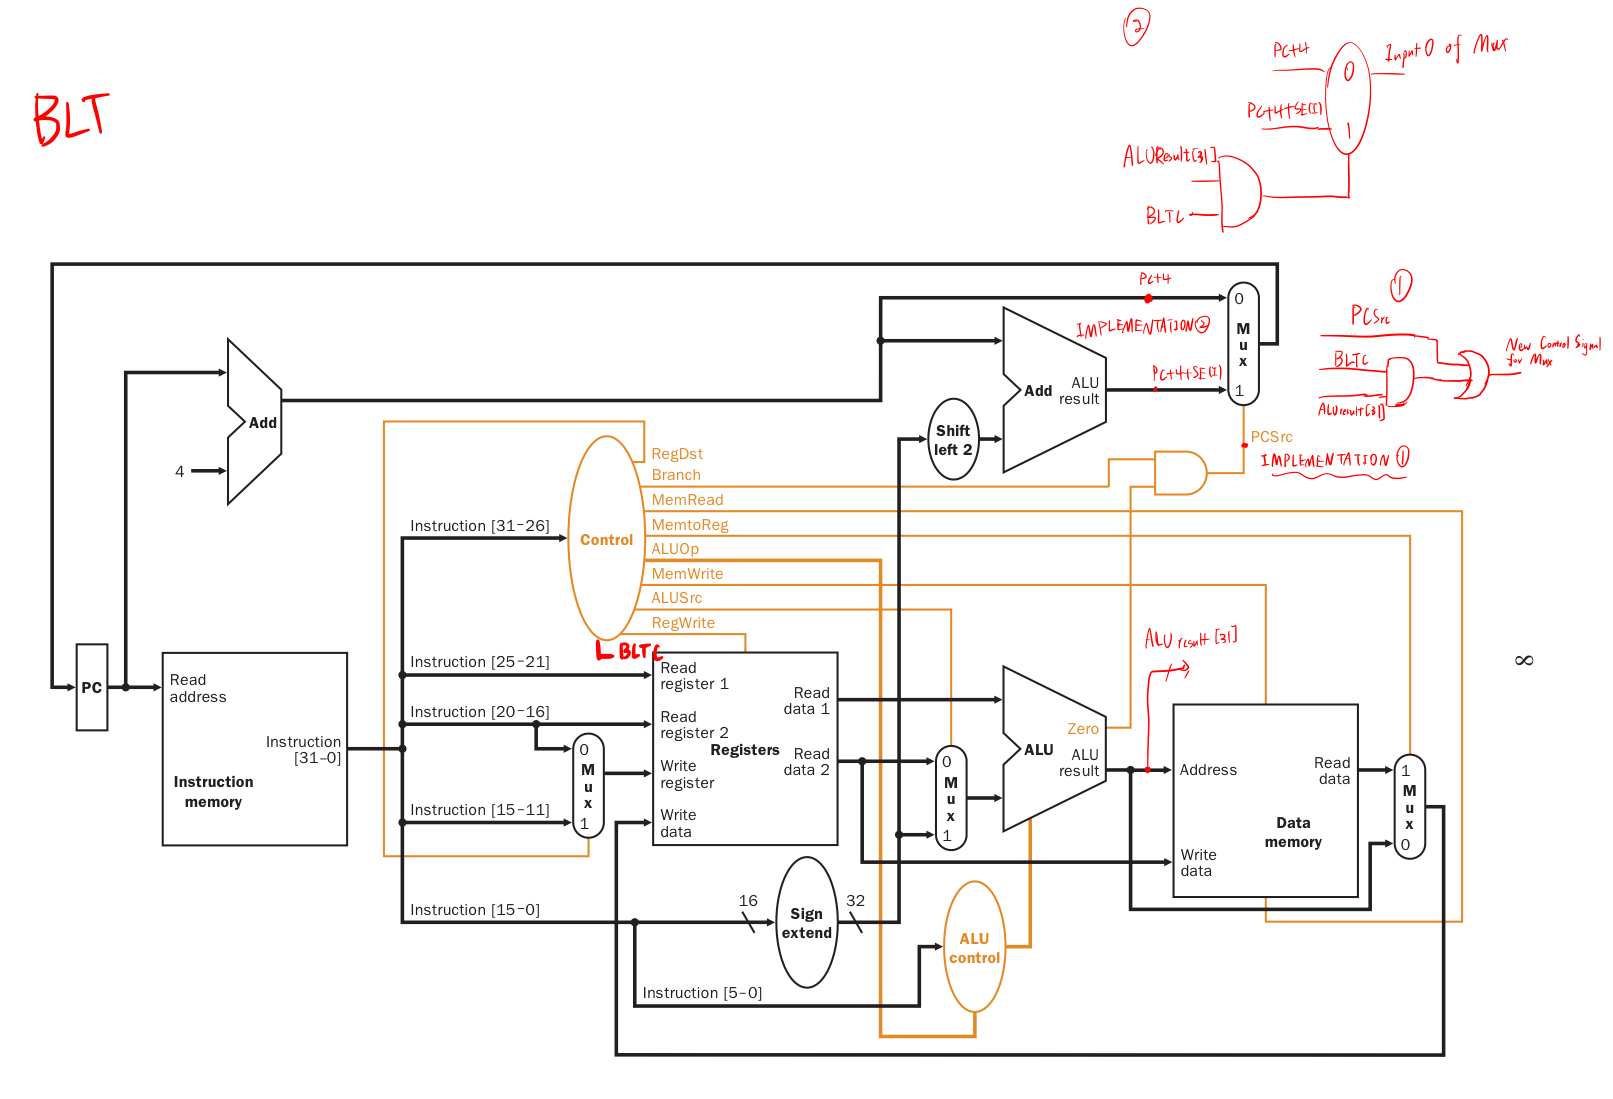 ②
PC+4
Input 0 of Mux
0
PC+4+SE(I)
1
BLT
ALUResult[31]
BLTC
①
PC+4
PCSrc
0
IMPLEMENTATION②
M
u
x
New Control Signal
for Mux
BLTC
PC+4+SE(I)
ALU
result
Add
1
ALUresult[31]
Add
Shift
left 2
PCSrc
IMPLEMENTATION ①
4
RegDst
Branch
MemRead
Instruction [31–26]
MemtoReg
Control
ALUOp
MemWrite
ALUSrc
RegWrite
BLTC
ALU result [31]
Instruction [25–21]
Read
register 1
PC
Read
address
Read
data 1
Instruction [20–16]
Read
register 2
Zero
∞
Instruction
[31–0]
0
M
u
x
1
Registers
Read
data 2
ALU
ALU
result
0
M
u
x
1
Write
register
Address
Read
data
1
M
u
x
0
Instruction
memory
Instruction [15–11]
Write
data
Data
memory
Write
data
Instruction [15–0]
16
Sign
extend
32
ALU
control
Instruction [5–0]